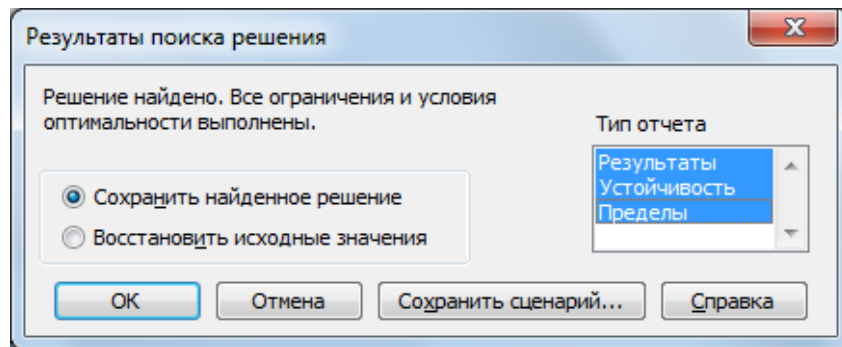 Результаты поиска решения
Решение найдено. Все ограничения и условия
оптимальности выполнены.
Тип отчета
Результаты
Устойчивость
Пределы
Сохранить найденное решение
Восстановить исходные значения
ОК
Отмена
Сохранить сценарий...
Справка